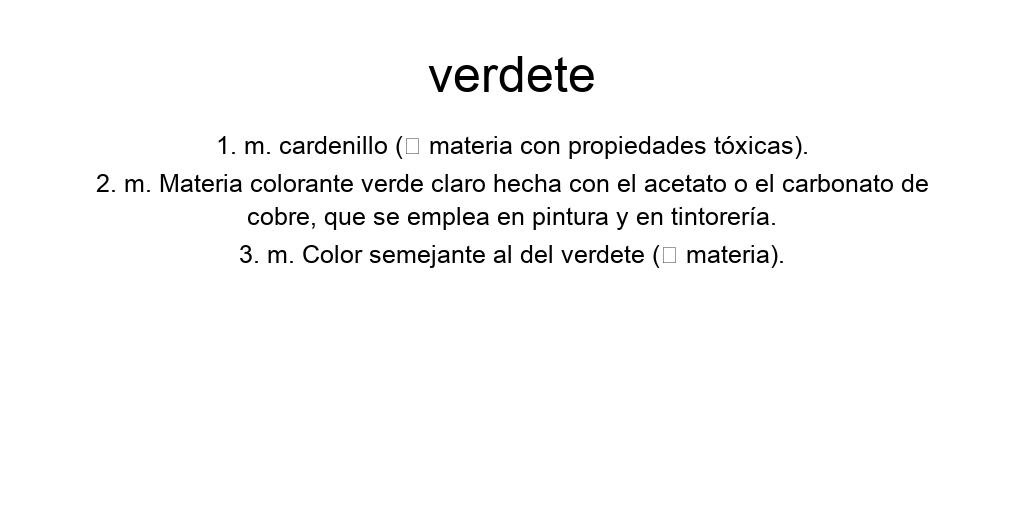 verdete
1. m. cardenillo (□ materia con propiedades tóxicas).
2. m. Materia colorante verde claro hecha con el acetato o el carbonato de
cobre, que se emplea en pintura y en tintorería.
3. m. Color semejante al del verdete (□ materia).